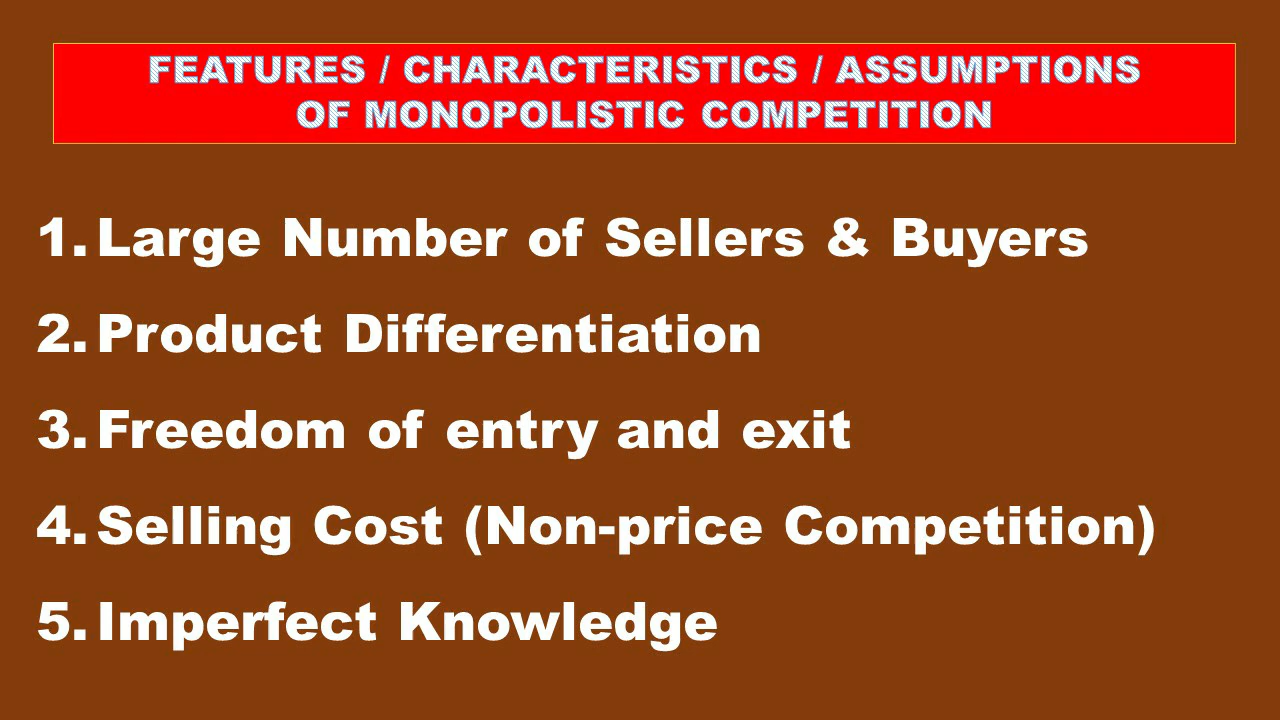 FEATURES / CHARACTERISTICS / ASSUMPTIONS
OF MONOPOLISTIC COMPETITION
1. Large Number of Sellers & Buyers
2. Product Differentiation
3. Freedom of entry and exit
4. Selling Cost (Non-price Competition)
5. Imperfect Knowledge